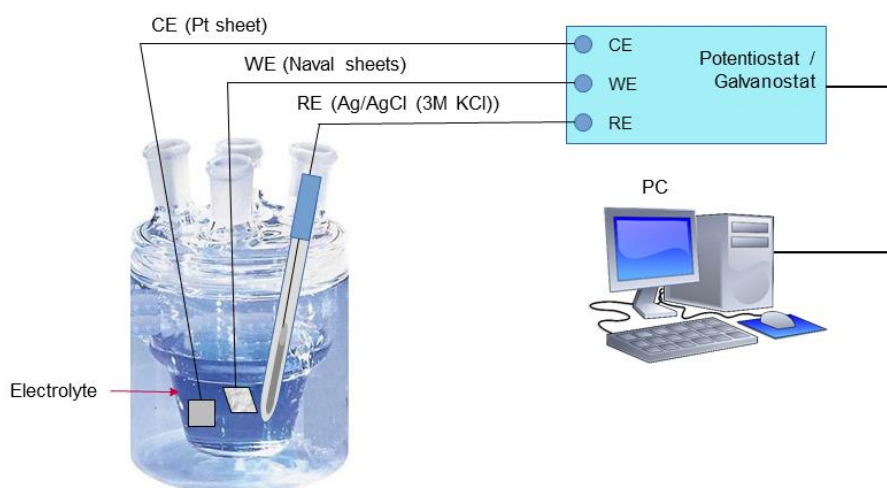 CE (Pt sheet)
WE (Naval sheets)
RE (Ag/AgCl (3M KCl))
CE
WE
RE
Potentiostat /
Galvanostat
PC
Electrolyte